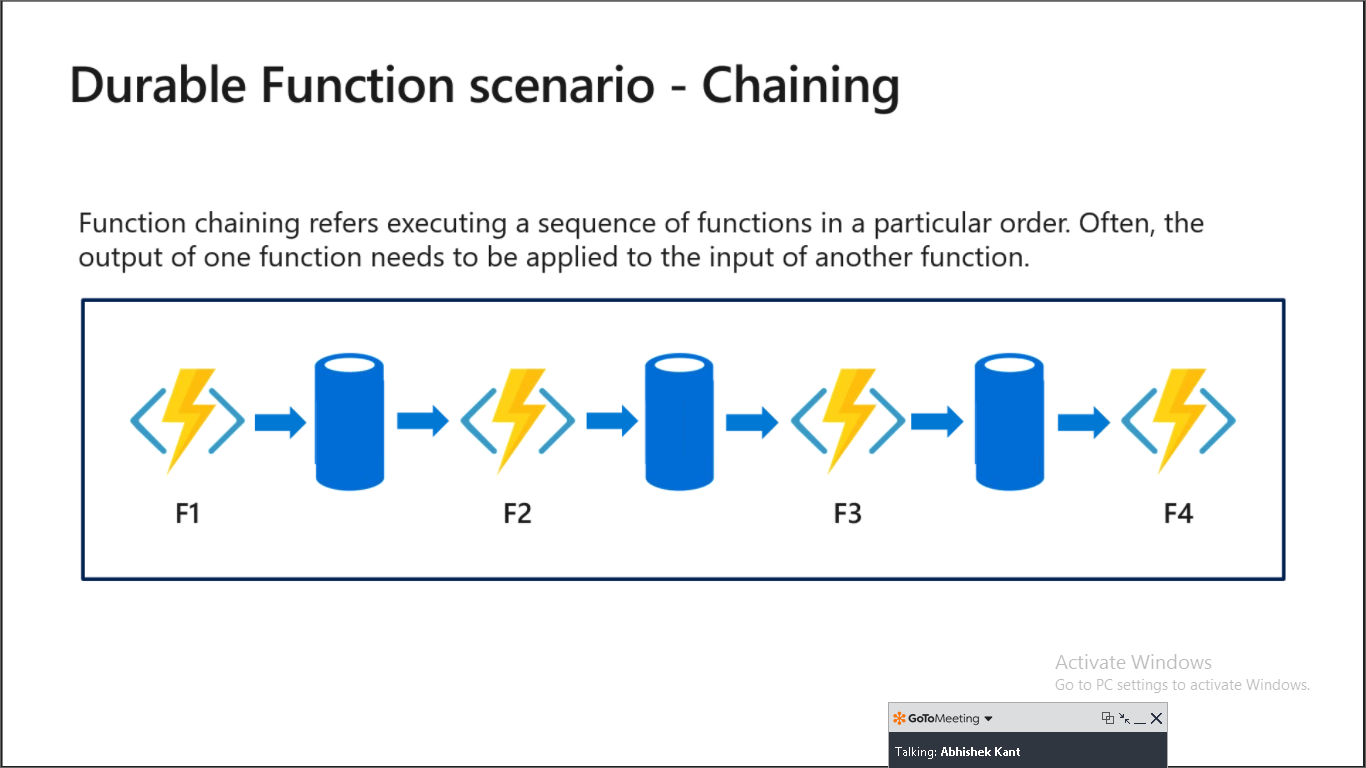 Durable Function scenario - Chaining
Function chaining refers executing a sequence of functions in a particular order. Often, the
output of one function needs to be applied to the input of another function.
F1 F2 F3 F4
Activate Windows
Go to PC settings to activate Windows.
GoToMeeting
Talking: Abhishek Kant